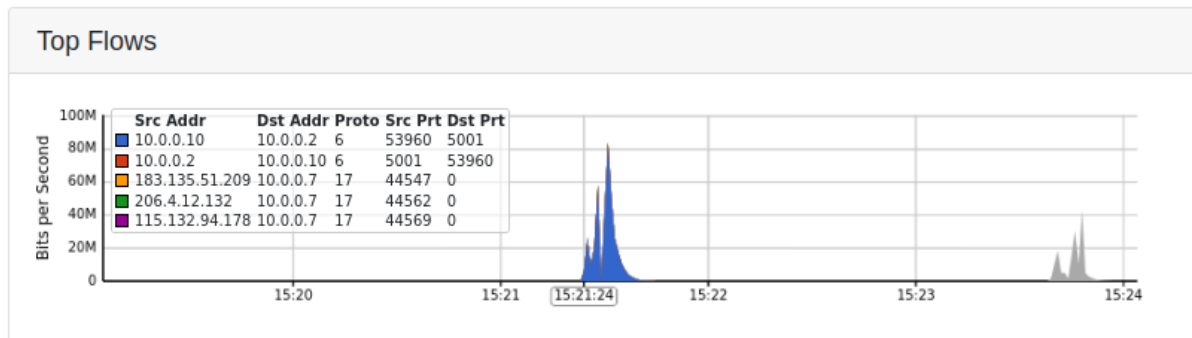 Top Flows
Bits per Second
100M
80M
60M
40M
20M
0
Src Addr Dst Addr Proto Src Prt Dst Prt
10.0.0.10 10.0.0.2 6 53960 5001
10.0.0.2 10.0.0.10 6 5001 53960
183.135.51.209 10.0.0.7 17 44547 0
206.4.12.132 10.0.0.7 17 44562 0
115.132.94.178 10.0.0.7 17 44569 0
15:20 15:21 15:21:24 15:22 15:23 15:24